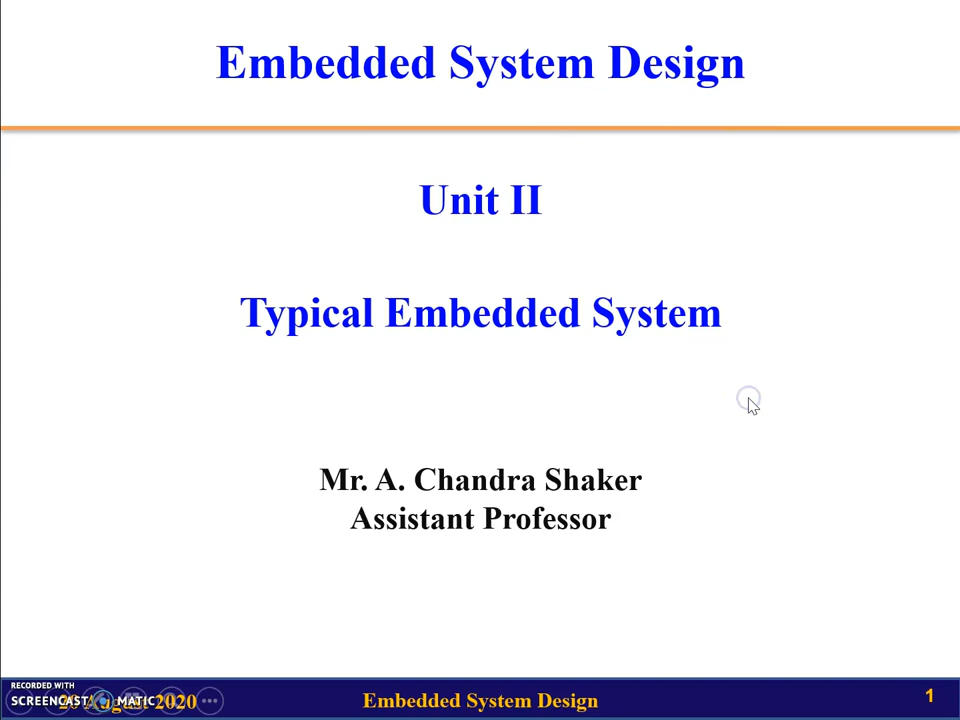 Embedded System Design
Unit II
Typical Embedded System
Mr. A. Chandra Shaker
Assistant Professor
RECORDED WITH
SCREENCAST MATIC
August 2020
Embedded System Design
1